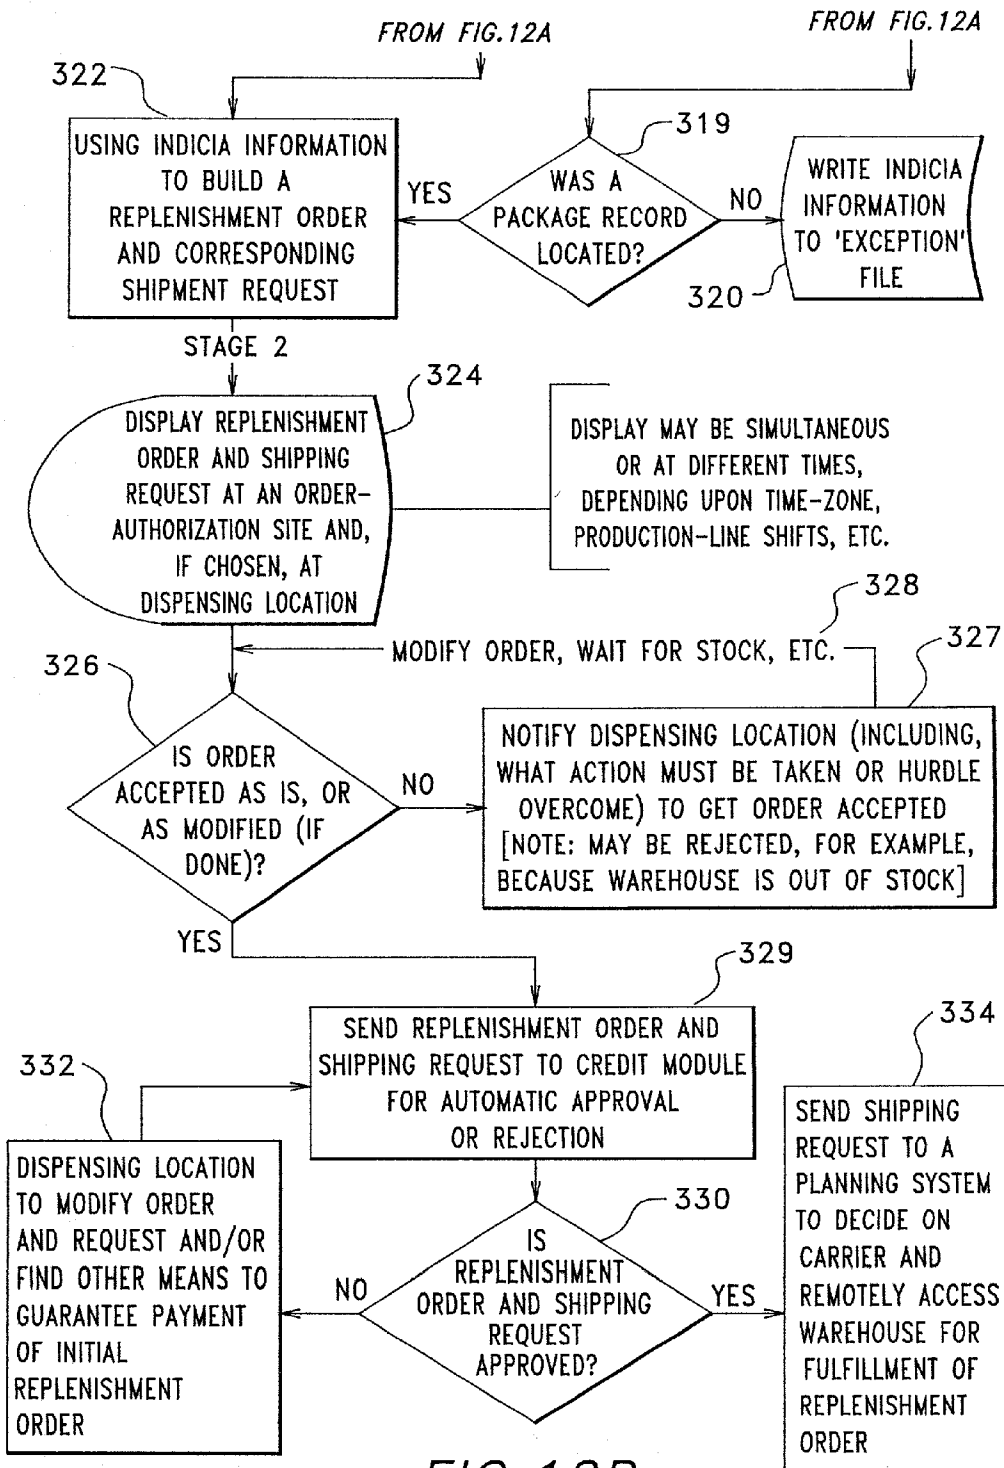 FROM FIG.12A
FROM FIG.12A
322
USING INDICIA INFORMATION
TO BUILD A
REPLENISHMENT ORDER
AND CORRESPONDING
SHIPMENT REQUEST
YES
319
WAS A
PACKAGE RECORD
LOCATED?
NO
WRITE INDICIA
INFORMATION
TO 'EXCEPTION'
FILE
320
STAGE 2
324
DISPLAY REPLENISHMENT
ORDER AND SHIPPING
REQUEST AT AN ORDER-
AUTHORIZATION SITE AND,
IF CHOSEN, AT
DISPENSING LOCATION
DISPLAY MAY BE SIMULTANEOUS
OR AT DIFFERENT TIMES,
DEPENDING UPON TIME-ZONE,
PRODUCTION-LINE SHIFTS, ETC.
328
MODIFY ORDER, WAIT FOR STOCK, ETC.
327
326
IS ORDER
ACCEPTED AS IS, OR
AS MODIFIED (IF
DONE)?
NO
NOTIFY DISPENSING LOCATION (INCLUDING,
WHAT ACTION MUST BE TAKEN OR HURDLE
OVERCOME) TO GET ORDER ACCEPTED
[NOTE: MAY BE REJECTED, FOR EXAMPLE,
BECAUSE WAREHOUSE IS OUT OF STOCK]
YES
329
SEND REPLENISHMENT ORDER AND
SHIPPING REQUEST TO CREDIT MODULE
FOR AUTOMATIC APPROVAL
OR REJECTION
332
DISPENSING LOCATION
TO MODIFY ORDER
AND REQUEST AND/OR
FIND OTHER MEANS TO
GUARANTEE PAYMENT
OF INITIAL
REPLENISHMENT
ORDER
NO
330
IS
REPLENISHMENT
ORDER AND SHIPPING
REQUEST
APPROVED?
YES
334
SEND SHIPPING
REQUEST TO A
PLANNING SYSTEM
TO DECIDE ON
CARRIER AND
REMOTELY ACCESS
WAREHOUSE FOR
FULFILLMENT OF
REPLENISHMENT
ORDER